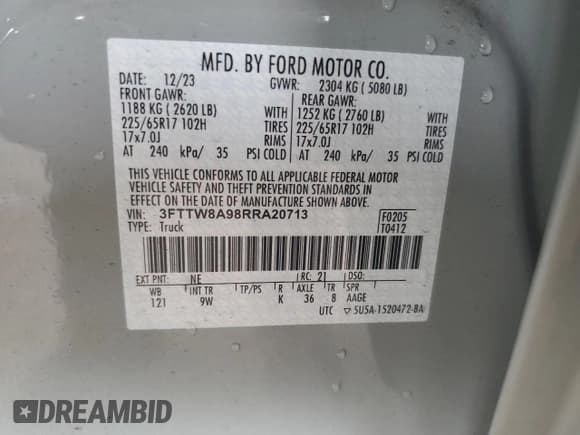 MFD. BY FORD MOTOR CO.
DATE: 12/23 GVWR: 2304 KG ( 5080 LB)
FRONT GAWR: REAR GAWR:
1188 KG ( 2620 LB) WITH 1252 KG ( 2760 LB) WITH
225/65R17 102H TIRES 225/65R17 102H TIRES
17x7.0J RIMS 17x7.0J RIMS
AT 240 kPa/ 35 PSI COLD AT 240 kPa/ 35 PSI COLD
THIS VEHICLE CONFORMS TO ALL APPLICABLE FEDERAL MOTOR
VEHICLE SAFETY AND THEFT PREVENTION STANDARDS IN
EFFECT ON THE DATE OF MANUFACTURE SHOWN ABOVE.
VIN: 3FTTW8A98RRA20713 F0205
TYPE: Truck T0412
EXT PNT: NE RC: 21 DSO:
WB INT TR TP/PS R AXLE TR SPR
121 9W K 36 8 AAGE
UTC ▽5U5A-1520472-BA
DREAMBID